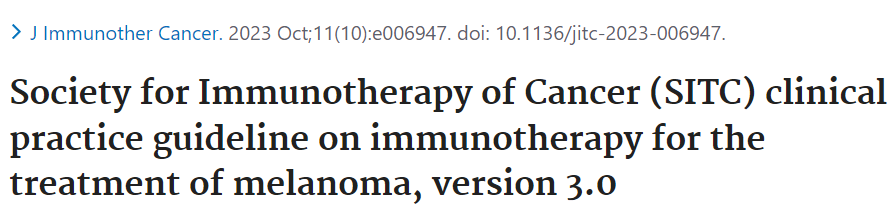 > J Immunother Cancer. 2023 Oct;11(10):e006947. doi: 10.1136/jitc-2023-006947.
Society for Immunotherapy of Cancer (SITC) clinical
practice guideline on immunotherapy for the
treatment of melanoma, version 3.0